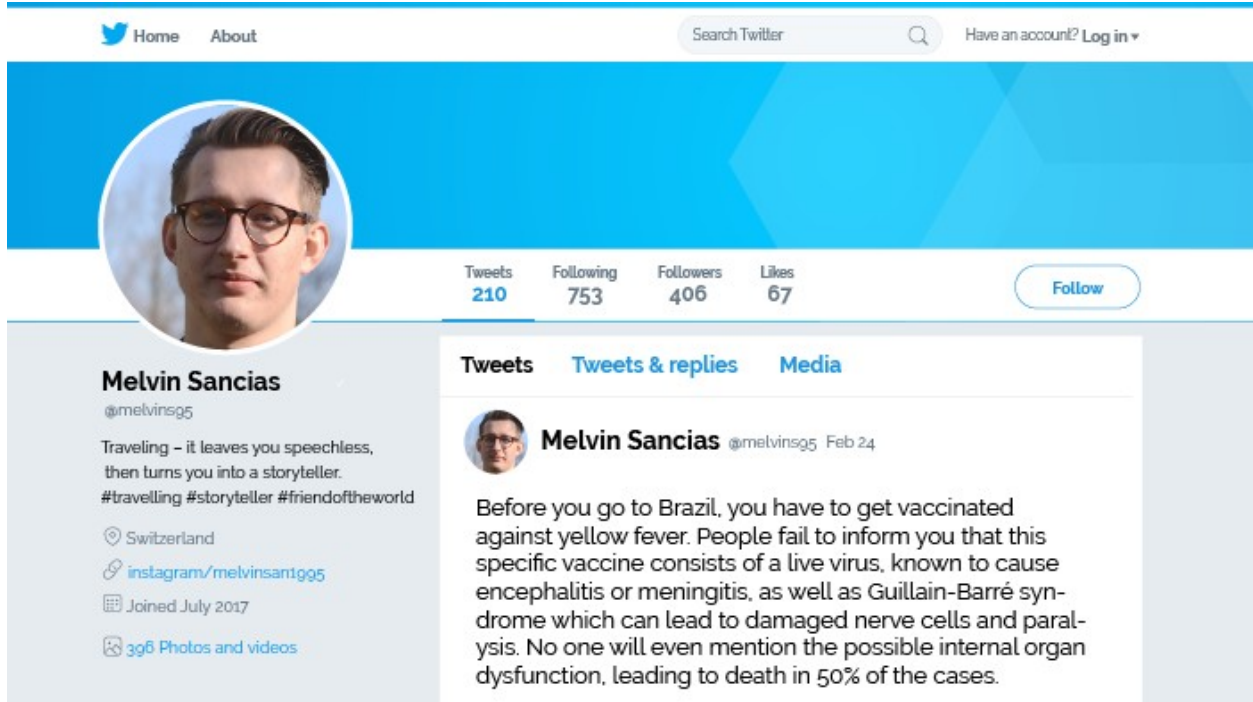 Home About Search Twitter Have an account? Log in
Tweets Following Followers Likes
210 753 406 67 Follow
Melvin Sancias
@melvins95
Traveling – it leaves you speechless,
then turns you into a storyteller.
#travelling #storyteller #friendoftheworld
Switzerland
instagram/melvinsan1995
Joined July 2017
396 Photos and videos
Tweets Tweets & replies Media
Melvin Sancias @melvins95 Feb 24
Before you go to Brazil, you have to get vaccinated
against yellow fever. People fail to inform you that this
specific vaccine consists of a live virus, known to cause
encephalitis or meningitis, as well as Guillain-Barré syn-
drome which can lead to damaged nerve cells and paral-
ysis. No one will even mention the possible internal organ
dysfunction, leading to death in 50% of the cases.